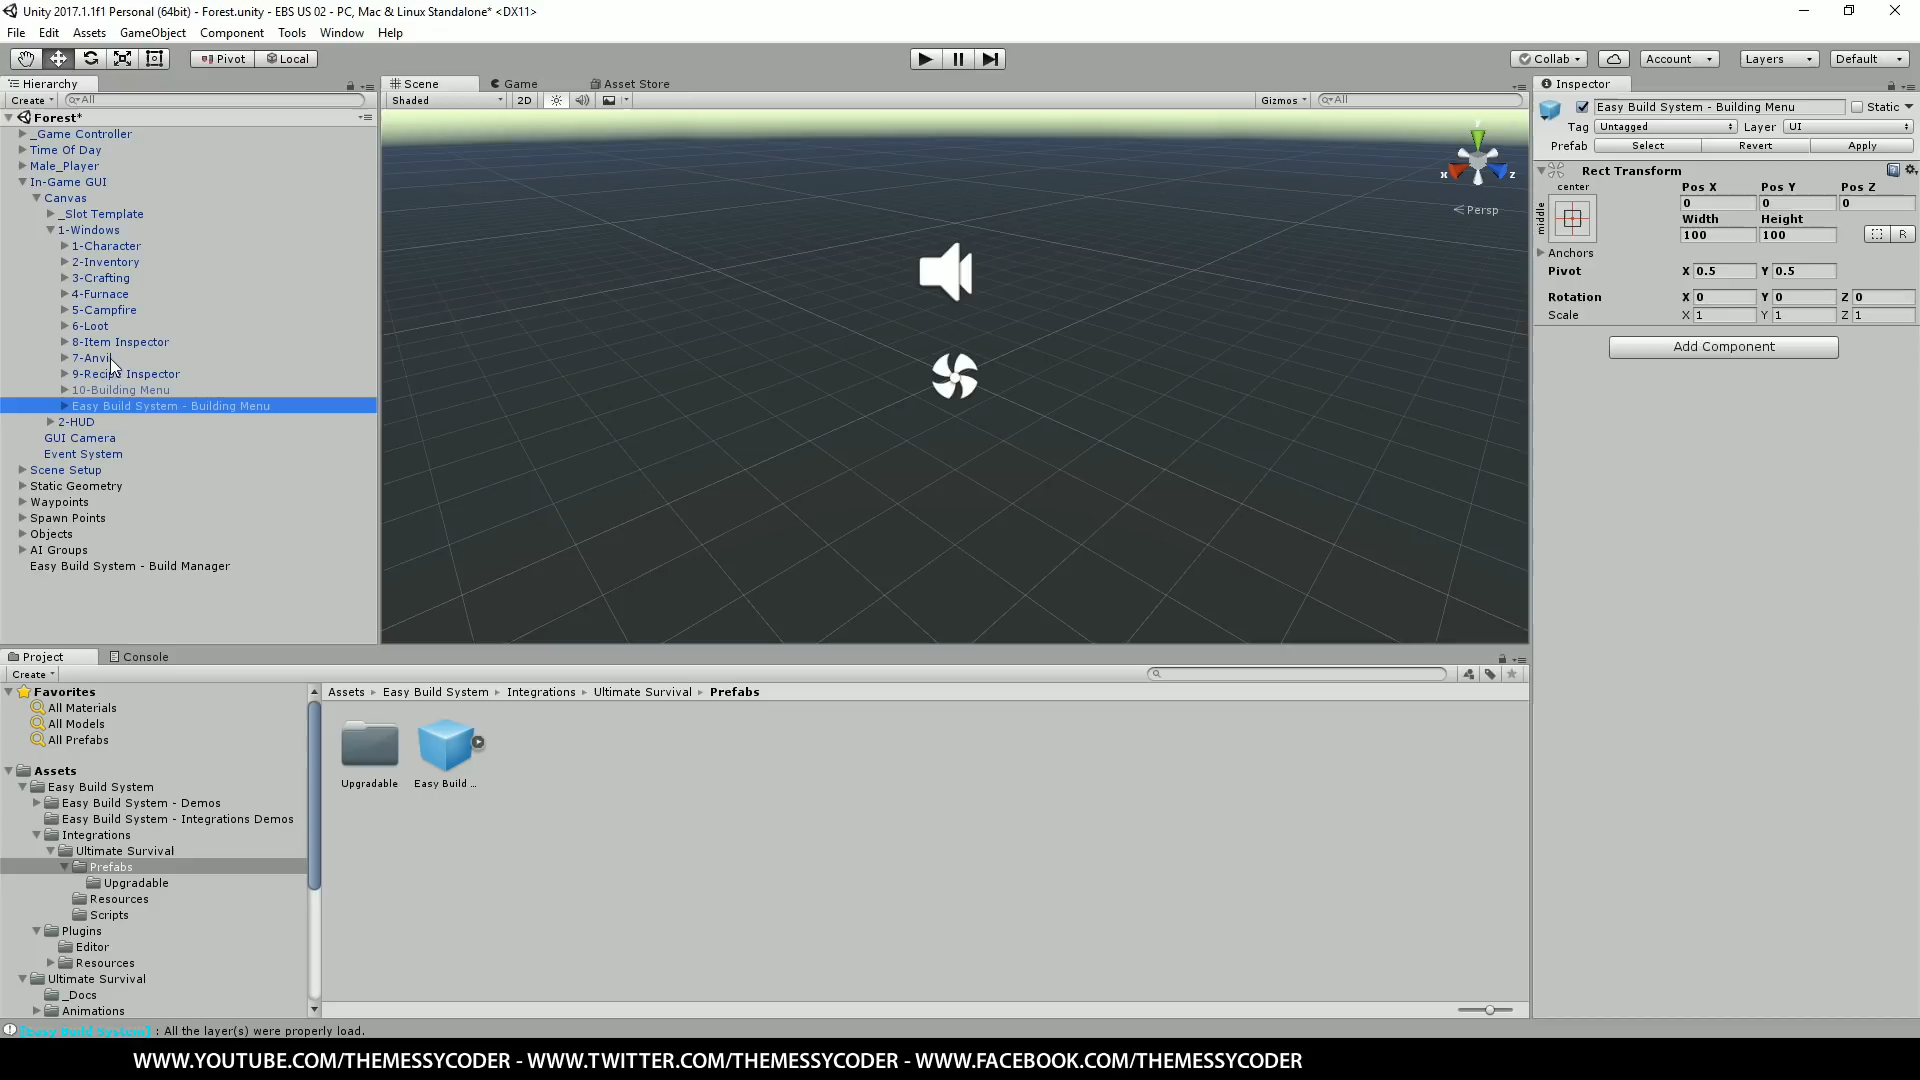 Unity 2017.1.1f1 Personal (64bit) - Forest.unity - EBS US 02 - PC, Mac & Linux Standalone* <DX11>
File Edit Assets GameObject Component Tools Window Help
Pivot Local Collab Account Layers Default
Hierarchy
Create All
Forest*
_Game Controller
Time Of Day
Male_Player
In-Game GUI
Canvas
_Slot Template
1-Windows
1-Character
2-Inventory
3-Crafting
4-Furnace
5-Campfire
6-Loot
8-Item Inspector
7-Anvil
9-Recipe Inspector
10-Building Menu
Easy Build System - Building Menu
2-HUD
GUI Camera
Event System
Scene Setup
Static Geometry
Waypoints
Spawn Points
Objects
AI Groups
Easy Build System - Build Manager
Scene Game Asset Store
Shaded 2D Gizmos All
y
x z
Persp
Inspector
Easy Build System - Building Menu Static
Tag Untagged Layer UI
Prefab Select Revert Apply
Rect Transform
center
middle
Pos X Pos Y Pos Z
0 0 0
Width Height
100 100 R
Anchors
Pivot X 0.5 Y 0.5
Rotation X 0 Y 0 Z 0
Scale X 1 Y 1 Z 1
Add Component
Project Console
Create
Favorites
All Materials
All Models
All Prefabs
Assets
Easy Build System
Easy Build System - Demos
Easy Build System - Integrations Demos
Integrations
Ultimate Survival
Prefabs
Upgradable
Resources
Scripts
Plugins
Editor
Resources
Ultimate Survival
_Docs
Animations
Assets Easy Build System Integrations Ultimate Survival Prefabs
Upgradable Easy Build ...
[Easy Build System] : All the layer(s) were properly load.
WWW.YOUTUBE.COM/THEMESSYCODER - WWW.TWITTER.COM/THEMESSYCODER - WWW.FACEBOOK.COM/THEMESSYCODER